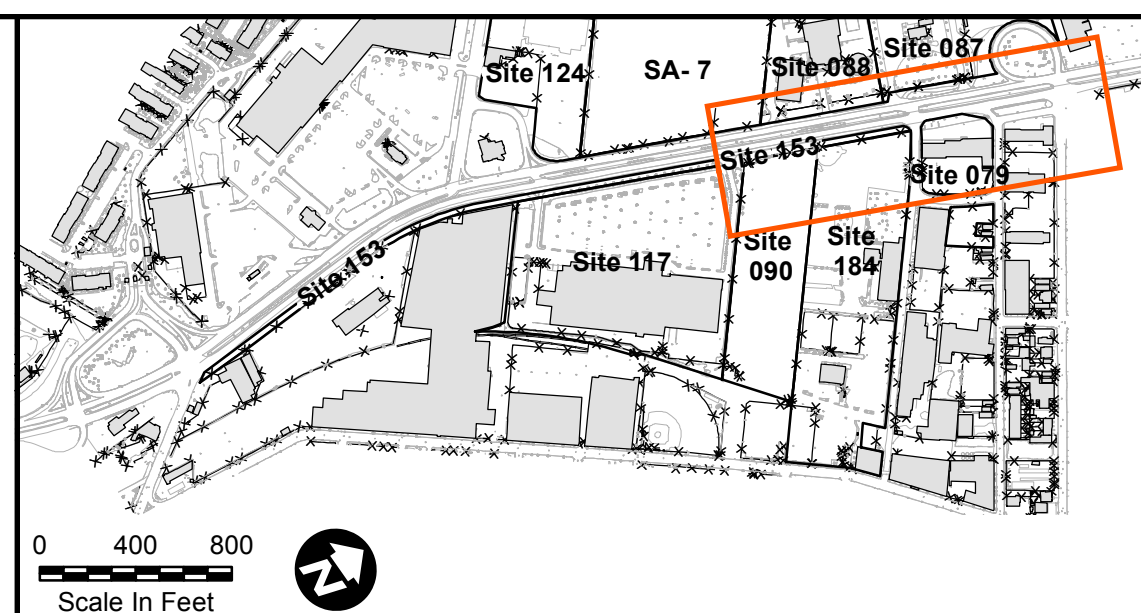 Site 087
Site 124
SA- 7
Site 088
Site 153
Site 079
Site
090
Site
184
Site 117
Site 153
0 400 800
Scale In Feet
N